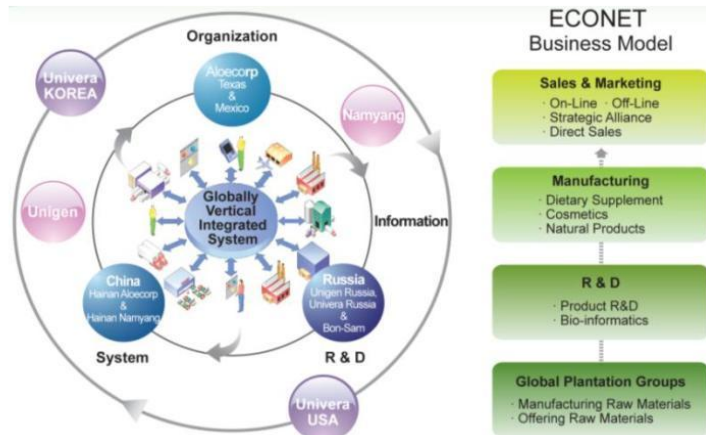 Organization
Univera
KOREA
Aloecorp
Texas
&
Mexico
Namyang
Unigen
Globally
Vertical
Integrated
System
Information
China
Hainan Aloecorp
&
Hainan Namyang
Russia
Unigen Russia,
Univera Russia
&
Bon-Sam
System
R & D
Univera
USA
ECONET
Business Model
Sales & Marketing
· On-Line · Off-Line
· Strategic Alliance
· Direct Sales
Manufacturing
· Dietary Supplement
· Cosmetics
· Natural Products
R & D
· Product R&D
· Bio-informatics
Global Plantation Groups
· Manufacturing Raw Materials
· Offering Raw Materials